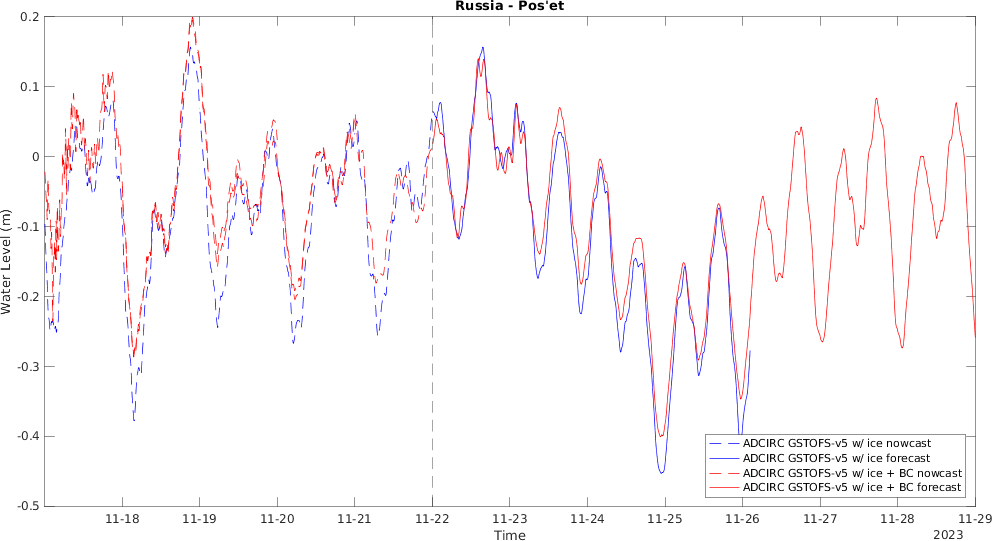 Russia - Pos'et
0.2
0.1
0
-0.1
-0.2
-0.3
-0.4
-0.5
Water Level (m)
ADCIRC GSTOFS-v5 w/ ice nowcast
ADCIRC GSTOFS-v5 w/ ice forecast
ADCIRC GSTOFS-v5 w/ ice + BC nowcast
ADCIRC GSTOFS-v5 w/ ice + BC forecast
11-18 11-19 11-20 11-21 11-22 11-23 11-24 11-25 11-26 11-27 11-28 11-29
Time
2023